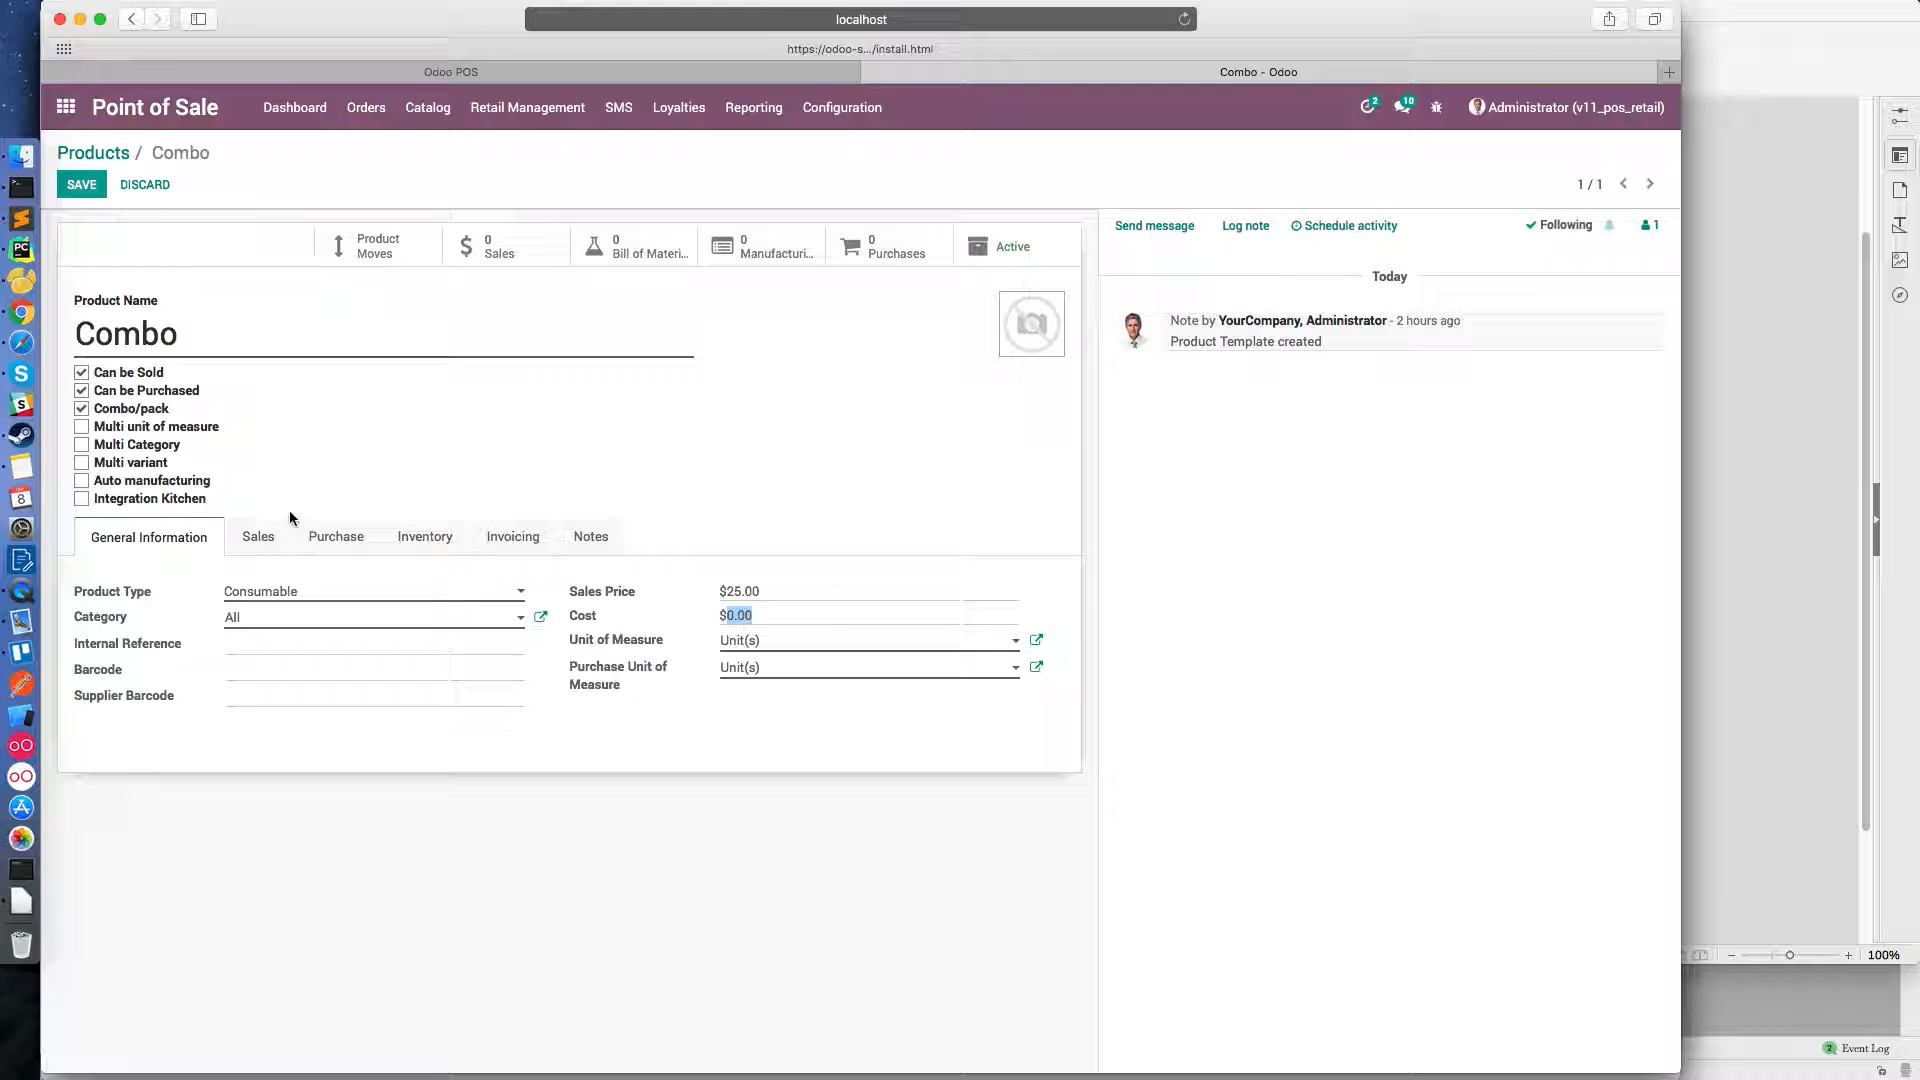 localhost
https://odoo-s.../install.html
Odoo POS
Combo - Odoo
Point of Sale
Dashboard
Orders
Catalog
Retail Management
SMS
Loyalties
Reporting
Configuration
2
10
Administrator (v11_pos_retail)
Products / Combo
SAVE
DISCARD
1 / 1
Product Moves
0 Sales
0 Bill of Materi...
0 Manufacturi...
0 Purchases
Active
Send message
Log note
Schedule activity
Following
1
Today
Note by YourCompany, Administrator - 2 hours ago
Product Template created
Product Name
Combo
Can be Sold
Can be Purchased
Combo/pack
Multi unit of measure
Multi Category
Multi variant
Auto manufacturing
Integration Kitchen
General Information
Sales
Purchase
Inventory
Invoicing
Notes
Product Type
Consumable
Category
All
Internal Reference
Barcode
Supplier Barcode
Sales Price
$25.00
Cost
$0.00
Unit of Measure
Unit(s)
Purchase Unit of
Measure
Unit(s)
PC
8
100%
2
Event Log